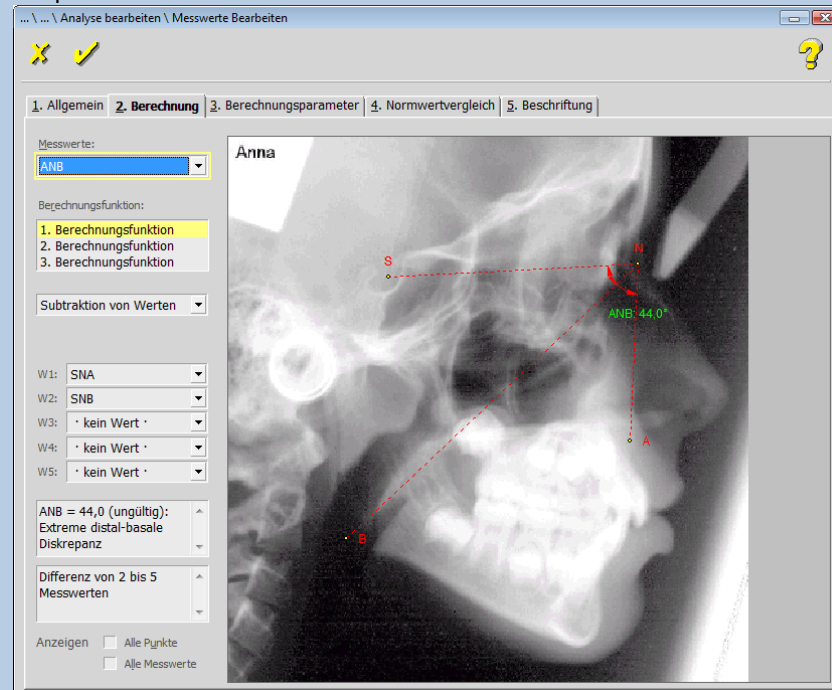 ... \ ... \ Analyse bearbeiten \ Messwerte Bearbeiten
1. Allgemein
2. Berechnung
3. Berechnungsparameter
4. Normwertvergleich
5. Beschriftung
Messwerte:
ANB
Berechnungsfunktion:
1. Berechnungsfunktion
2. Berechnungsfunktion
3. Berechnungsfunktion
Subtraktion von Werten
W1: SNA
W2: SNB
W3: · kein Wert ·
W4: · kein Wert ·
W5: · kein Wert ·
ANB = 44,0 (ungültig):
Extreme distal-basale
Diskrepanz
Differenz von 2 bis 5
Messwerten
Anzeigen
Alle Punkte
Alle Messwerte
Anna
S
N
ANB: 44,0°
A
B